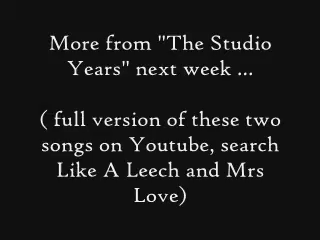 More from "The Studio
Years" next week ...
( full version of these two
songs on Youtube, search
Like A Leech and Mrs
Love)